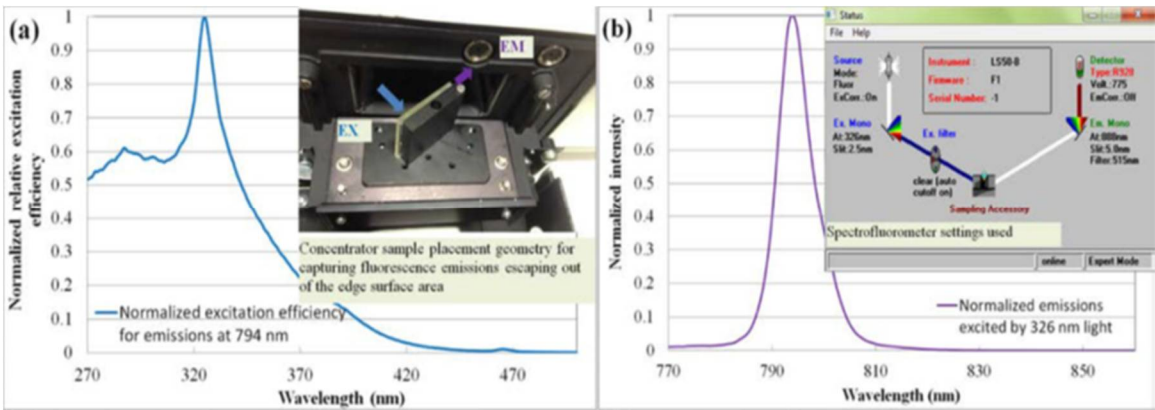 (a)
Normalized relative excitation
efficiency
1
0.9
0.8
0.7
0.6
0.5
0.4
0.3
0.2
0.1
0
270
320
370
420
470
Wavelength (nm)
EM
EX
Concentrator sample placement geometry for
capturing fluorescence emissions escaping out
of the edge surface area
Normalized excitation efficiency
for emissions at 794 nm
(b)
Normalized intensity
1
0.9
0.8
0.7
0.6
0.5
0.4
0.3
0.2
0.1
0
770
790
810
830
850
Wavelength (nm)
Status
File Help
Source
Mode:
Fluor
ExCorr.:On
Instrument : LS50-B
Firmware : F1
Serial Number: -1
Detector
Type:R928
Volt.:775
EmCorr.:Off
Ex. Mono
At:326nm
Slit:2.5nm
Ex. filter
clear (auto
cutoff on)
Em. Mono
At:888nm
Slit:5.0nm
Filter:515nm
Sampling Accessory
Spectrofluorometer settings used
online
Expert Mode
Normalized emissions
excited by 326 nm light